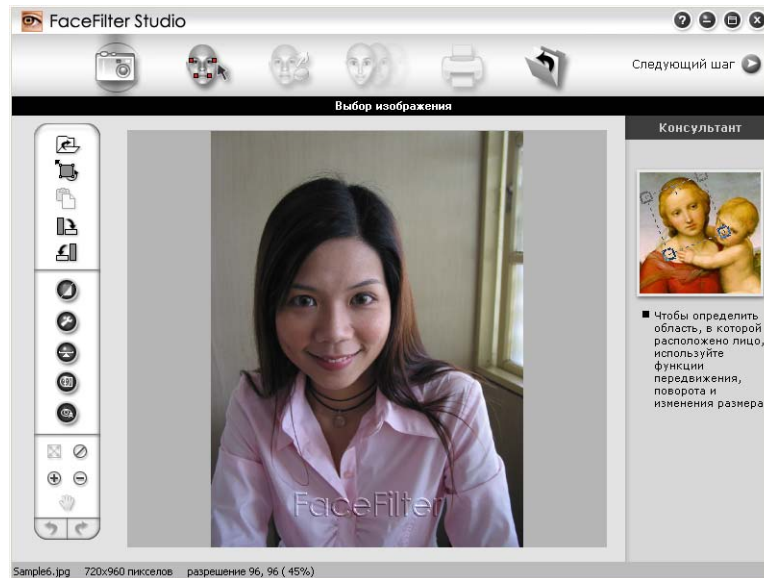 FaceFilter Studio
Следующий шаг
Выбор изображения
Консультант
Чтобы определить
область, в которой
расположено лицо,
используйте
функции
передвижения,
поворота и
изменения размера
FaceFilter
Sample6.jpg 720x960 пикселов разрешение 96, 96 ( 45%)